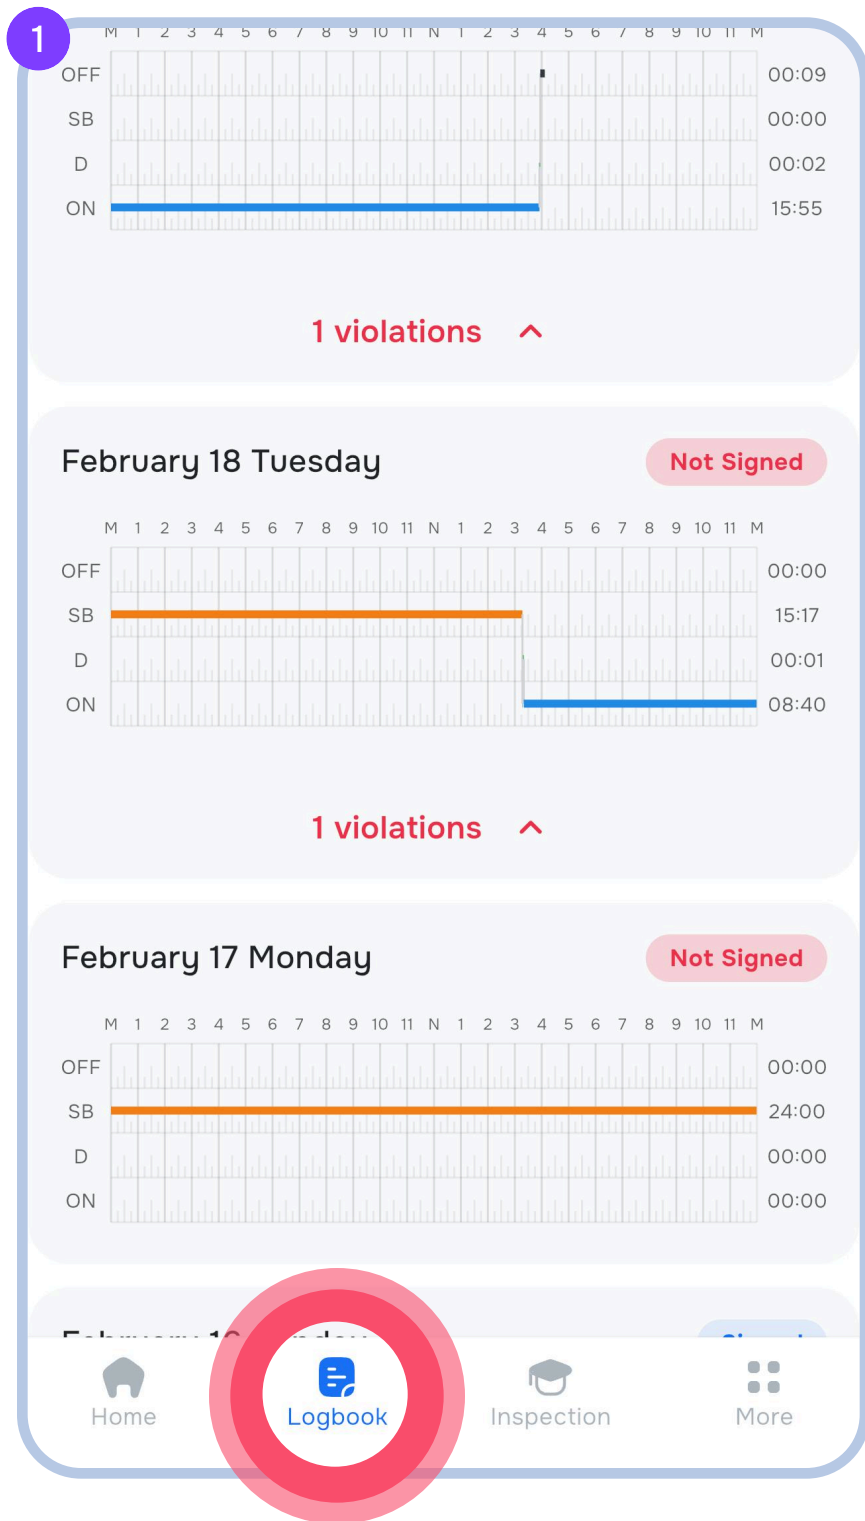 1
M 1 2 3 4 5 6 7 8 9 10 11 N 1 2 3 4 5 6 7 8 9 10 11 M
OFF 00:09
SB 00:00
D 00:02
ON 15:55
1 violations
February 18 Tuesday Not Signed
M 1 2 3 4 5 6 7 8 9 10 11 N 1 2 3 4 5 6 7 8 9 10 11 M
OFF 00:00
SB 15:17
D 00:01
ON 08:40
1 violations
February 17 Monday Not Signed
M 1 2 3 4 5 6 7 8 9 10 11 N 1 2 3 4 5 6 7 8 9 10 11 M
OFF 00:00
SB 24:00
D 00:00
ON 00:00
February 16
Home Logbook Inspection More